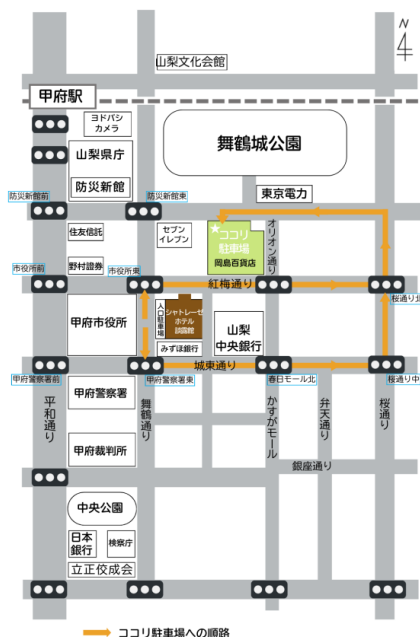 山梨文化会館
N
甲府駅
ヨドバシ
カメラ
山梨県庁
防災新館
舞鶴城公園
防災新館前
防災新館東
東京電力
住友信託
セブン
イレブン
ココリ
駐車場
岡島百貨店
オリオン通り
市役所前
野村證券
市役所東
紅梅通り
桜通り北
甲府市役所
入口駐車場
シャトレーゼ
ホテル
談露館
みずほ銀行
山梨
中央銀行
城東通り
甲府警察署前
甲府警察署東
春日モール北
桜通り中
平和通り
甲府警察署
舞鶴通り
かすがモール
弁天通り
桜通り
甲府裁判所
銀座通り
中央公園
日本
銀行
検察庁
立正佼成会
ココリ駐車場への順路